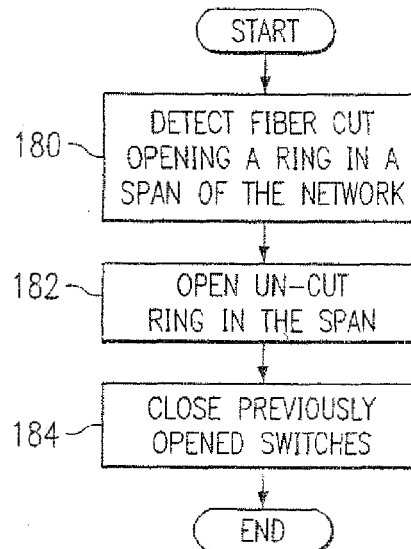 START
180
DETECT FIBER CUT
OPENING A RING IN A
SPAN OF THE NETWORK
182
OPEN UN-CUT
RING IN THE SPAN
184
CLOSE PREVIOUSLY
OPENED SWITCHES
END